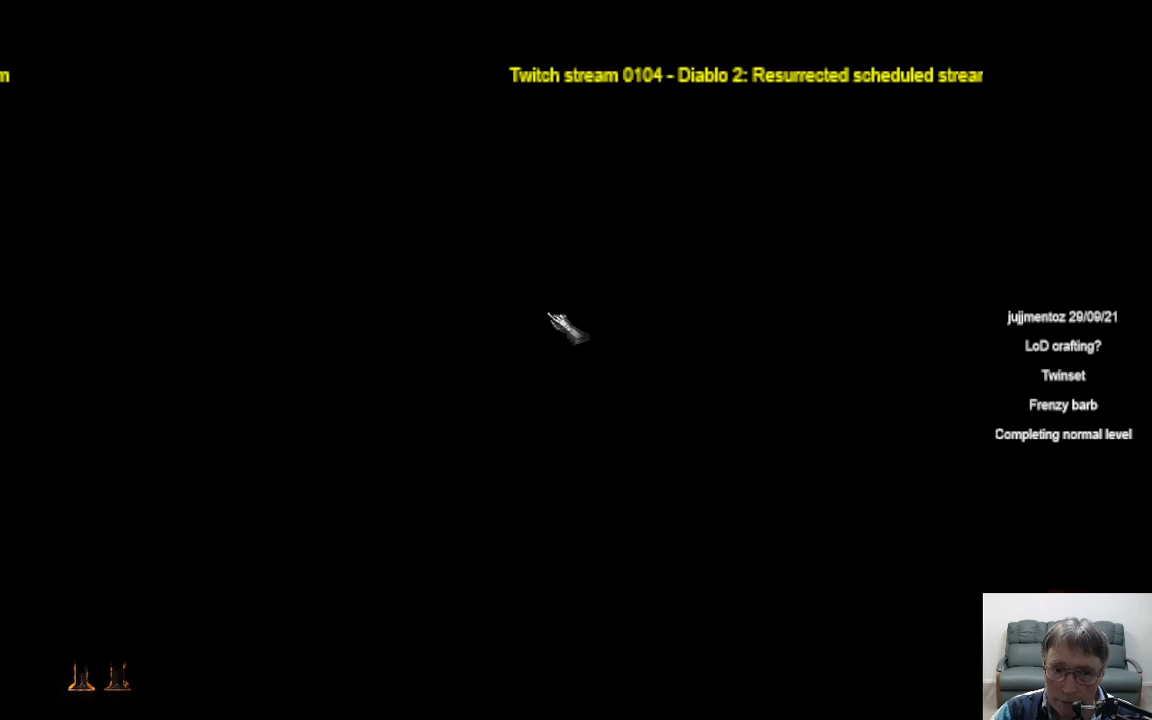 m
Twitch stream 0104 - Diablo 2: Resurrected scheduled strear
jujjmentoz 29/09/21
LoD crafting?
Twinset
Frenzy barb
Completing normal level